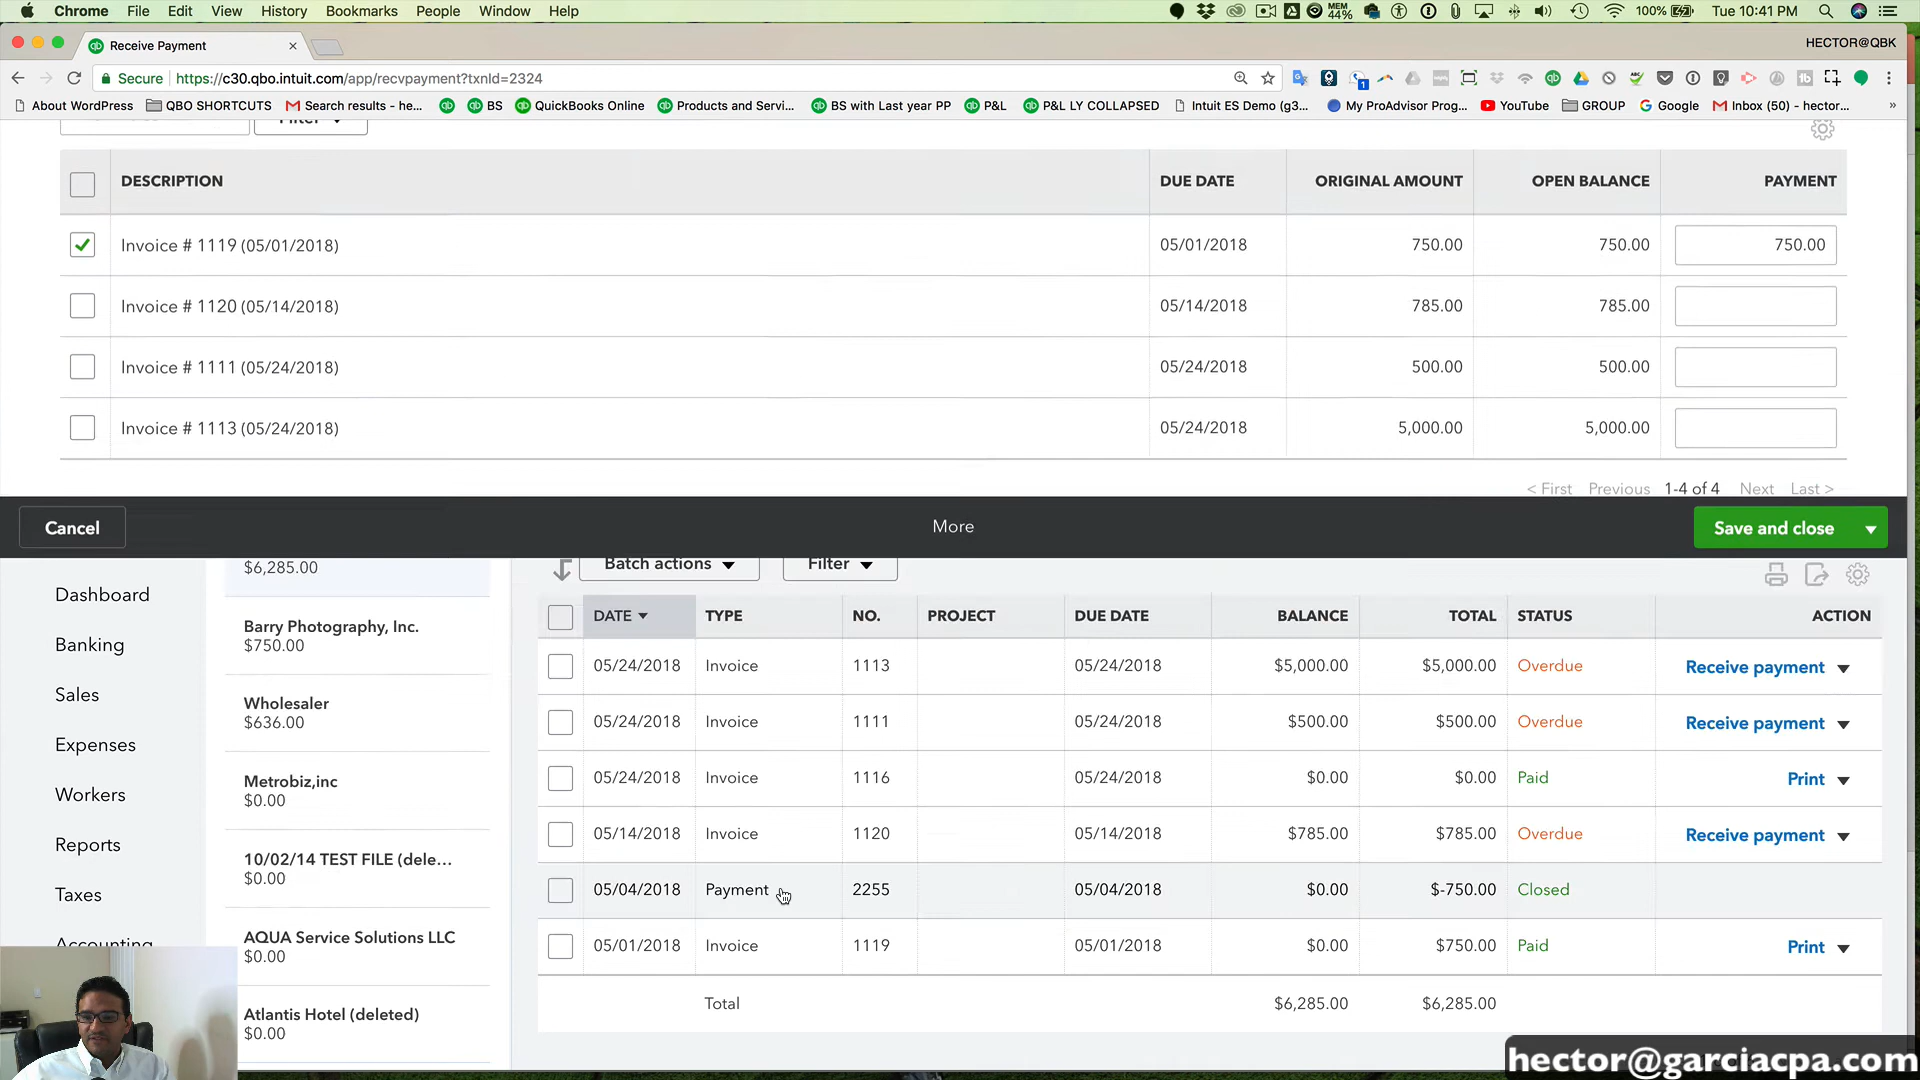 Chrome File Edit View History Bookmarks People Window Help MEM 44% 100% Tue 10:41 PM
Receive Payment HECTOR@QBK
Secure https://c30.qbo.intuit.com/app/recvpayment?txnId=2324
About WordPress QBO SHORTCUTS Search results - he... BS QuickBooks Online Products and Servi... BS with Last year PP P&L P&L LY COLLAPSED Intuit ES Demo (g3... My ProAdvisor Prog... YouTube GROUP Google Inbox (50) - hector... »
Filter
DESCRIPTION DUE DATE ORIGINAL AMOUNT OPEN BALANCE PAYMENT
Invoice # 1119 (05/01/2018) 05/01/2018 750.00 750.00 750.00
Invoice # 1120 (05/14/2018) 05/14/2018 785.00 785.00
Invoice # 1111 (05/24/2018) 05/24/2018 500.00 500.00
Invoice # 1113 (05/24/2018) 05/24/2018 5,000.00 5,000.00
< First Previous 1-4 of 4 Next Last >
Cancel More Save and close
$6,285.00 Batch actions Filter
Dashboard
Banking
Sales
Expenses
Workers
Reports
Taxes
Accounting
Barry Photography, Inc.
$750.00
Wholesaler
$636.00
Metrobiz,inc
$0.00
10/02/14 TEST FILE (dele...
$0.00
AQUA Service Solutions LLC
$0.00
Atlantis Hotel (deleted)
$0.00
DATE TYPE NO. PROJECT DUE DATE BALANCE TOTAL STATUS ACTION
05/24/2018 Invoice 1113 05/24/2018 $5,000.00 $5,000.00 Overdue Receive payment
05/24/2018 Invoice 1111 05/24/2018 $500.00 $500.00 Overdue Receive payment
05/24/2018 Invoice 1116 05/24/2018 $0.00 $0.00 Paid Print
05/14/2018 Invoice 1120 05/14/2018 $785.00 $785.00 Overdue Receive payment
05/04/2018 Payment 2255 05/04/2018 $0.00 $-750.00 Closed
05/01/2018 Invoice 1119 05/01/2018 $0.00 $750.00 Paid Print
Total $6,285.00 $6,285.00
hector@garciacpa.com